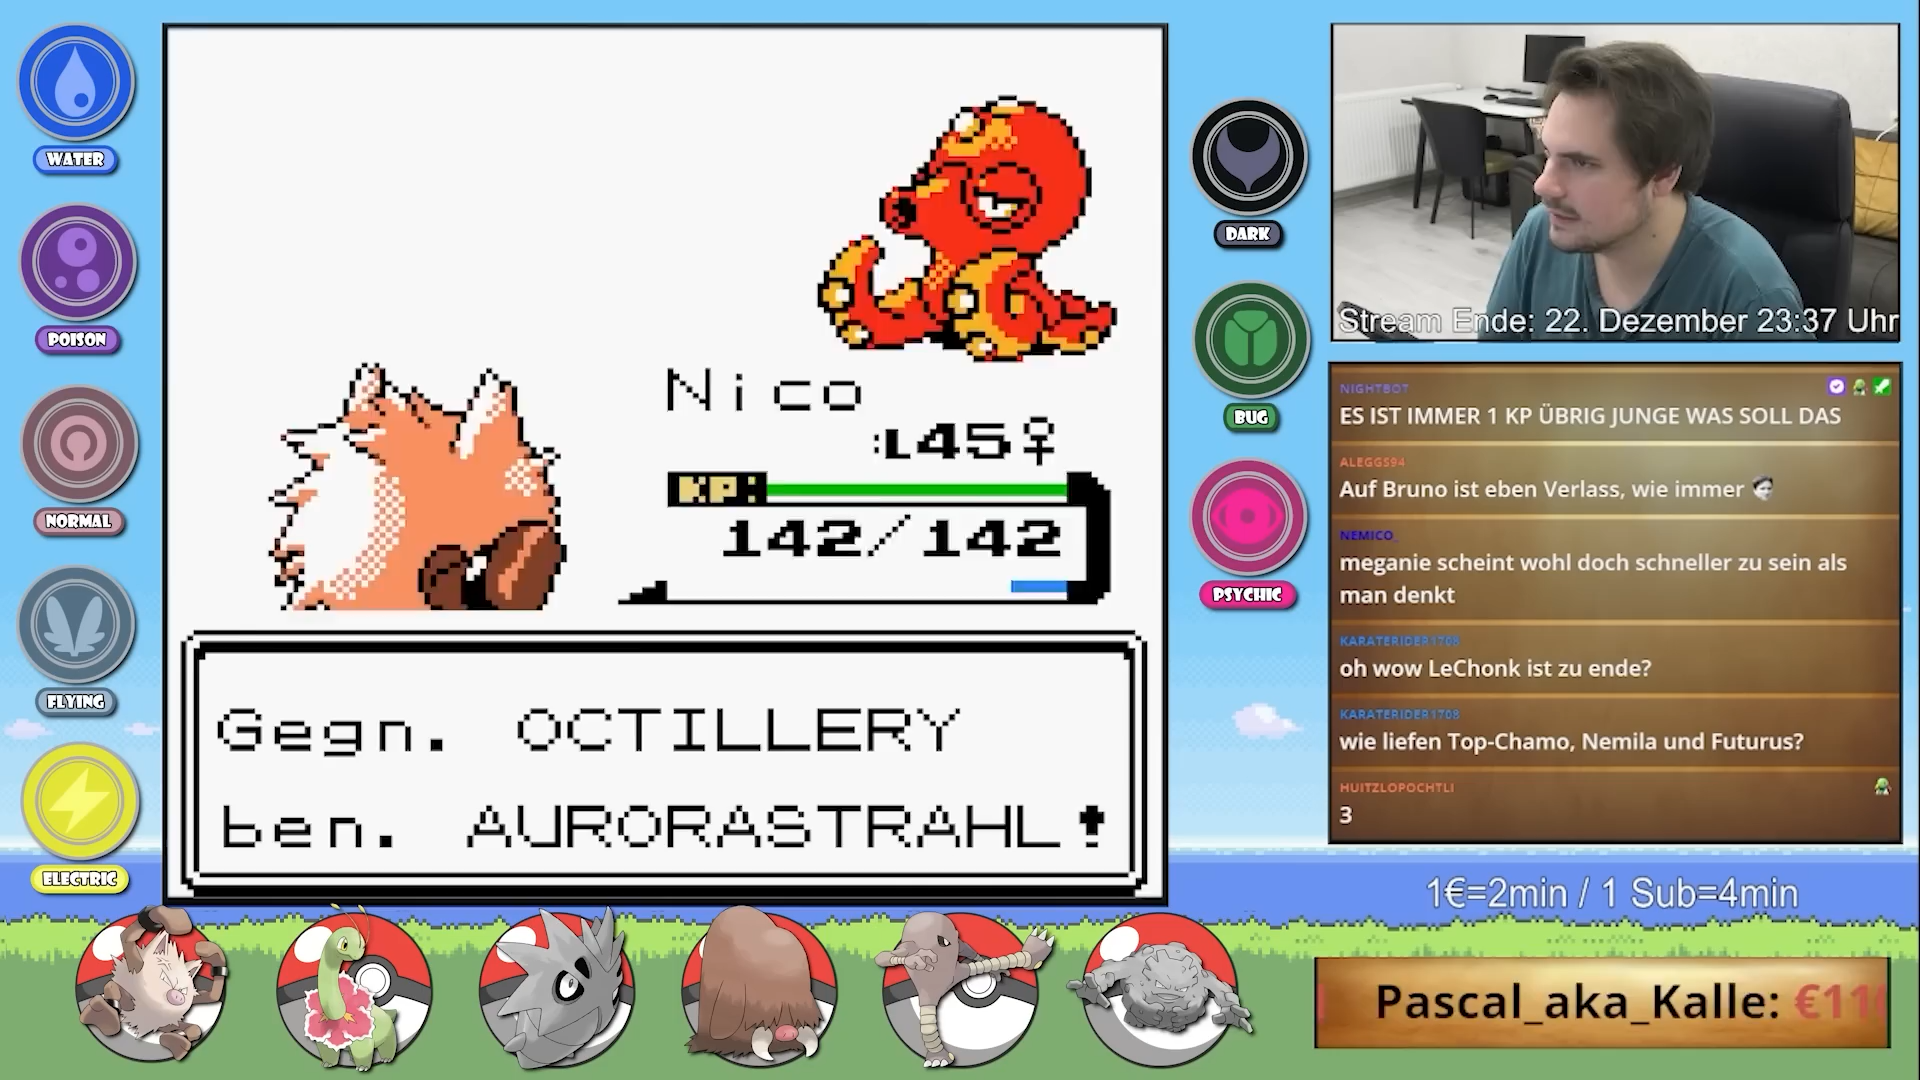 WATER
POISON
NORMAL
FLYING
ELECTRIC
Nico
:L45♀
KP:
142/142
Gegn. OCTILLERY
ben. AURORASTRAHL!
DARK
BUG
PSYCHIC
Stream Ende: 22. Dezember 23:37 Uhr
NIGHTBOT
ES IST IMMER 1 KP ÜBRIG JUNGE WAS SOLL DAS
ALEGGS94
Auf Bruno ist eben Verlass, wie immer
NEMICO_
meganie scheint wohl doch schneller zu sein als
man denkt
KARATERIDER1708
oh wow LeChonk ist zu ende?
KARATERIDER1708
wie liefen Top-Chamo, Nemila und Futurus?
HUITZLOPOCHTLI
3
1€=2min / 1 Sub=4min
Pascal_aka_Kalle: €11